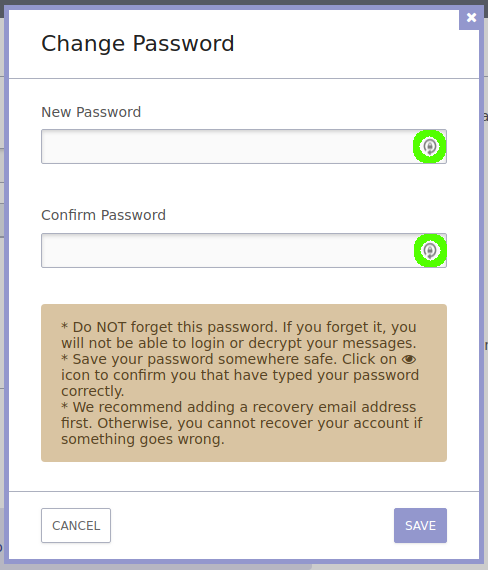 Change Password
New Password
Confirm Password
* Do NOT forget this password. If you forget it, you
will not be able to login or decrypt your messages.
* Save your password somewhere safe. Click on
icon to confirm you that have typed your password
correctly.
* We recommend adding a recovery email address
first. Otherwise, you cannot recover your account if
something goes wrong.
CANCEL
SAVE